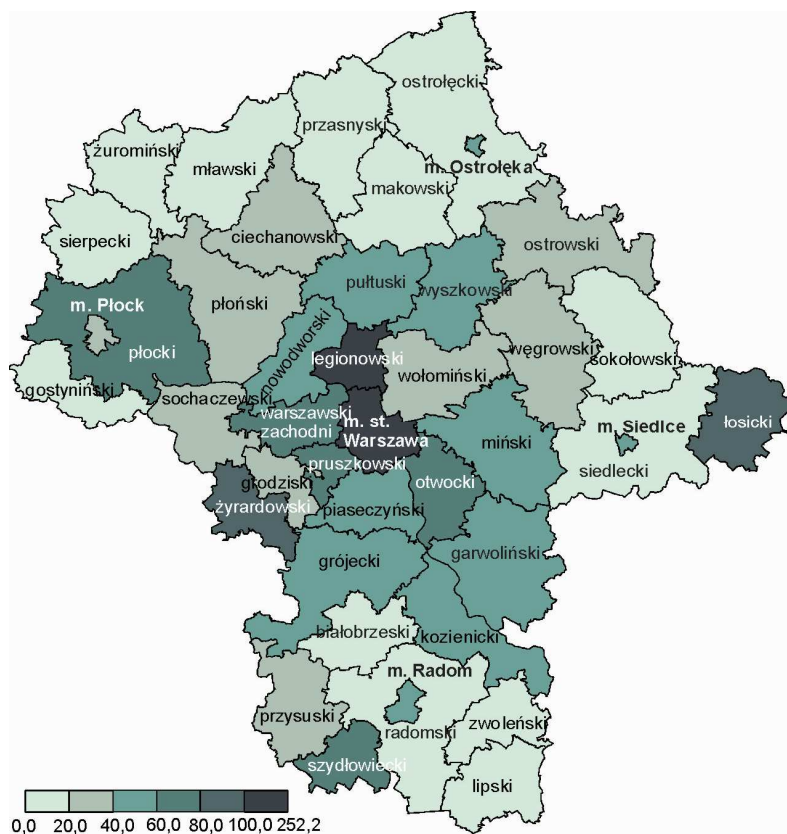 ostrołęcki
przasnyski
żuromiński
m. Ostrołęka
mławski
makowski
sierpecki
ciechanowski
ostrowski
pułtuski
wyszkowski
m. Płock
płoński
nowodworski
płocki
legionowski
węgrowski
sokołowski
wołomiński
gostyniński
sochaczewski
warszawski
zachodni
m. st.
Warszawa
miński
m. Siedlce
łosicki
siedlecki
pruszkowski
otwocki
grodziski
żyrardowski
piaseczyński
garwoliński
grójecki
białobrzeski
kozienicki
m. Radom
przysuski
radomski
zwoleński
szydłowiecki
lipski
0,0 20,0 40,0 60,0 80,0 100,0 252,2